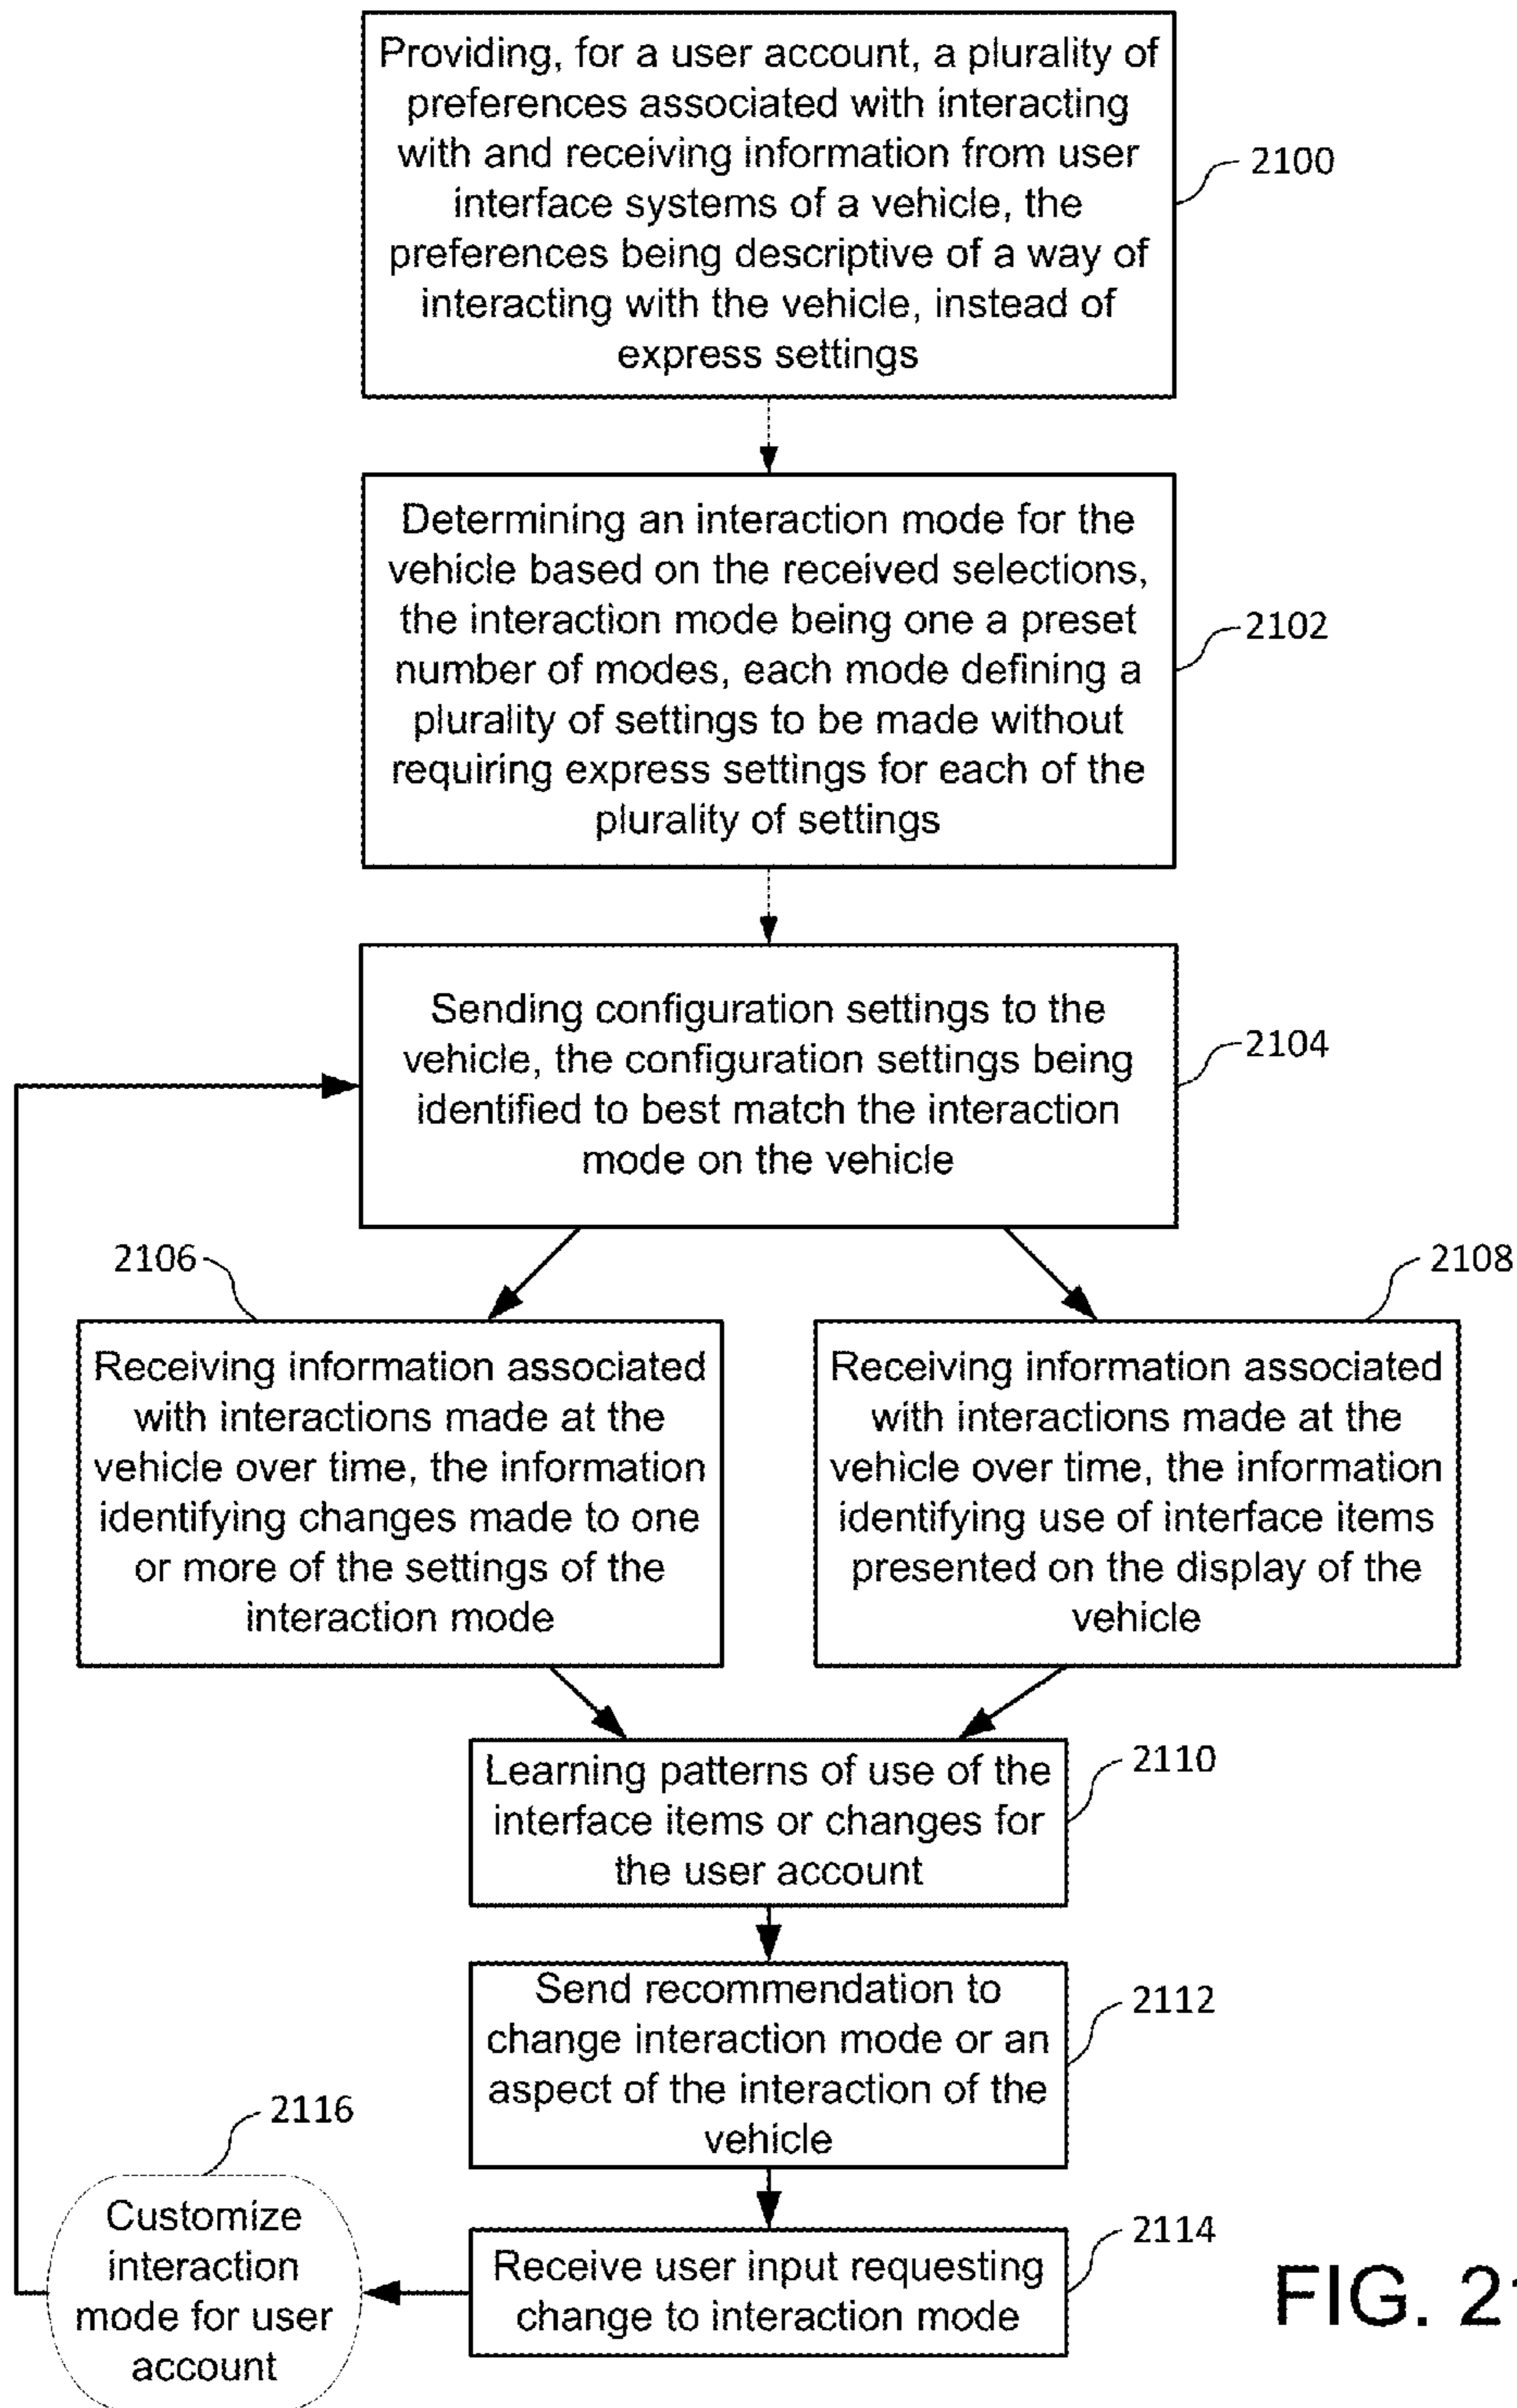 Providing, for a user account, a plurality of
preferences associated with interacting
with and receiving information from user
interface systems of a vehicle, the
preferences being descriptive of a way of
interacting with the vehicle, instead of
express settings
2100
Determining an interaction mode for the
vehicle based on the received selections,
the interaction mode being one a preset
number of modes, each mode defining a
plurality of settings to be made without
requiring express settings for each of the
plurality of settings
2102
Sending configuration settings to the
vehicle, the configuration settings being
identified to best match the interaction
mode on the vehicle
2104
2106
Receiving information associated
with interactions made at the
vehicle over time, the information
identifying changes made to one
or more of the settings of the
interaction mode
2108
Receiving information associated
with interactions made at the
vehicle over time, the information
identifying use of interface items
presented on the display of the
vehicle
Learning patterns of use of the
interface items or changes for
the user account
2110
Send recommendation to
change interaction mode or an
aspect of the interaction of the
vehicle
2112
Receive user input requesting
change to interaction mode
2114
2116
Customize
interaction
mode for user
account
FIG. 21